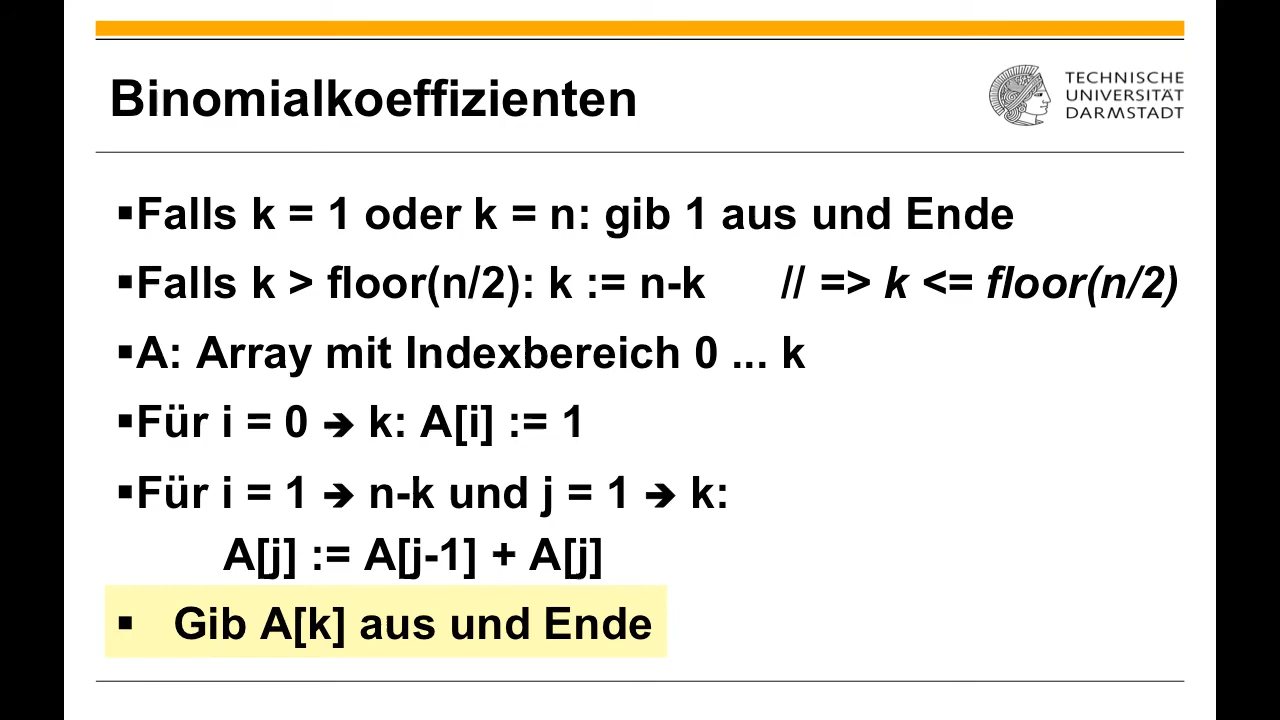 Binomialkoeffizienten
TECHNISCHE
UNIVERSITÄT
DARMSTADT
▪Falls k = 1 oder k = n: gib 1 aus und Ende
▪Falls k > floor(n/2): k := n-k // => k <= floor(n/2)
▪A: Array mit Indexbereich 0 ... k
▪Für i = 0 ➔ k: A[i] := 1
▪Für i = 1 ➔ n-k und j = 1 ➔ k:
A[j] := A[j-1] + A[j]
▪ Gib A[k] aus und Ende